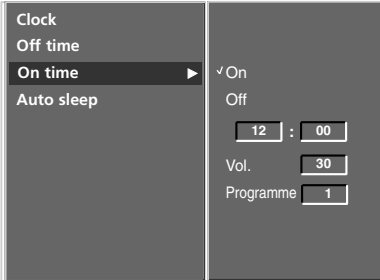 Clock
Off time
On time
Auto sleep
✓On
Off
12 : 00
Vol. 30
Programme 1